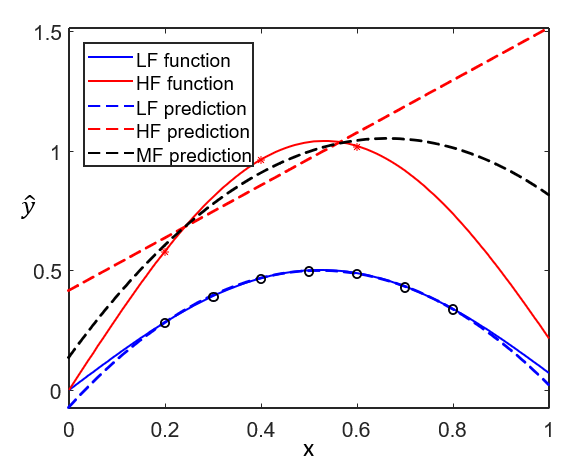 1.5
LF function
HF function
LF prediction
HF prediction
MF prediction
1
ŷ
0.5
0
0 0.2 0.4 0.6 0.8 1
x